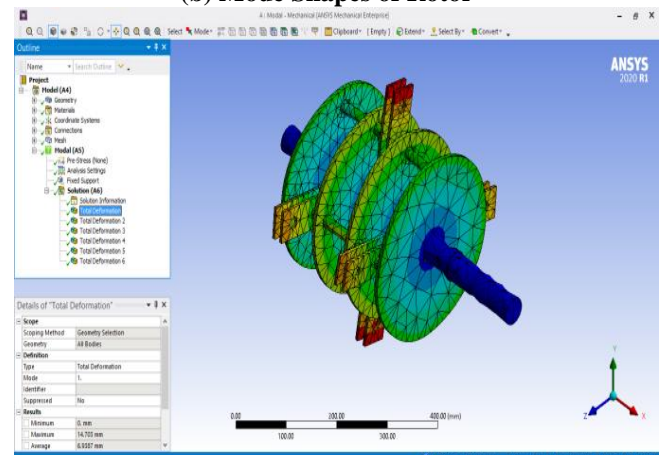 (b) Mode Shapes of Rotor
A : Modal - Mechanical [ANSYS Mechanical Enterprise]
Select Mode Clipboard [Empty] Extend Select By Convert
Outline
Name Search Outline
Project
Model (A4)
Geometry
Materials
Coordinate Systems
Connections
Mesh
Modal (A5)
Pre-Stress (None)
Analysis Settings
Fixed Support
Solution (A6)
Solution Information
Total Deformation
Total Deformation 2
Total Deformation 3
Total Deformation 4
Total Deformation 5
Total Deformation 6
ANSYS
2020 R1
Details of "Total Deformation"
Scope
Scoping Method Geometry Selection
Geometry All Bodies
Definition
Type Total Deformation
Mode 1.
Identifier
Suppressed No
Results
Minimum 0. mm
Maximum 14.703 mm
Average 6.9387 mm
0.00 200.00 400.00 (mm)
100.00 300.00
Y
Z X